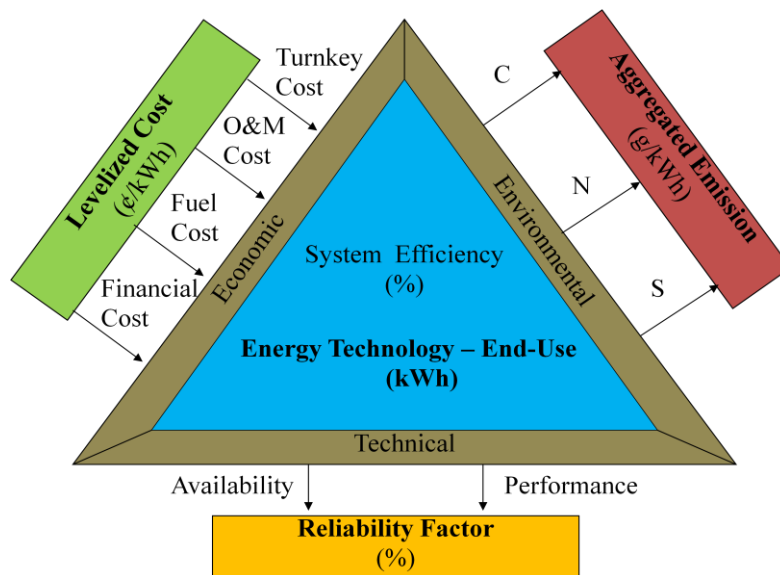 Turnkey
Cost
O&M
Cost
Fuel
Cost
Financial
Cost
Levelized Cost
(¢/kWh)
Economic
C
N
S
Aggregated Emission
(g/kWh)
Environmental
System Efficiency
(%)
Energy Technology – End-Use
(kWh)
Technical
Availability
Performance
Reliability Factor
(%)